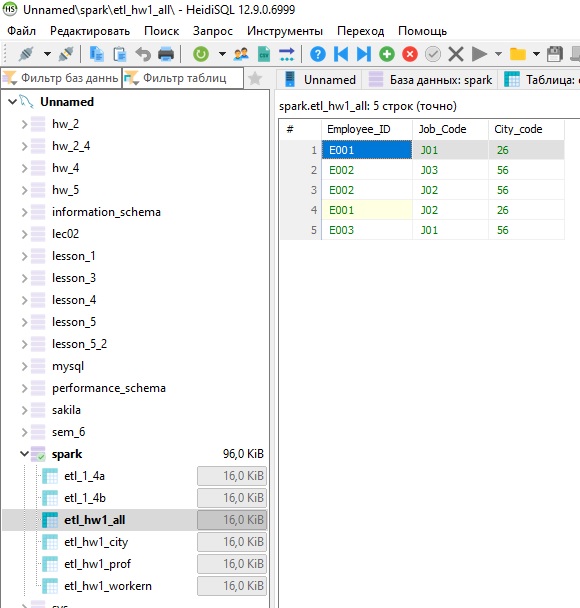 Unnamed\spark\etl_hw1_all\ - HeidiSQL 12.9.0.6999
Файл Редактировать Поиск Запрос Инструменты Переход Помощь
Фильтр баз даннь Фильтр таблиц
Unnamed База данных: spark Таблица: e
Unnamed
hw_2
hw_2_4
hw_4
hw_5
information_schema
lec02
lesson_1
lesson_3
lesson_4
lesson_5
lesson_5_2
mysql
performance_schema
sakila
sem_6
spark 96,0 KiB
etl_1_4a 16,0 KiB
etl_1_4b 16,0 KiB
etl_hw1_all 16,0 KiB
etl_hw1_city 16,0 KiB
etl_hw1_prof 16,0 KiB
etl_hw1_workern 16,0 KiB
spark.etl_hw1_all: 5 строк (точно)
# Employee_ID Job_Code City_code
1 E001 J01 26
2 E002 J03 56
3 E002 J02 56
4 E001 J02 26
5 E003 J01 56